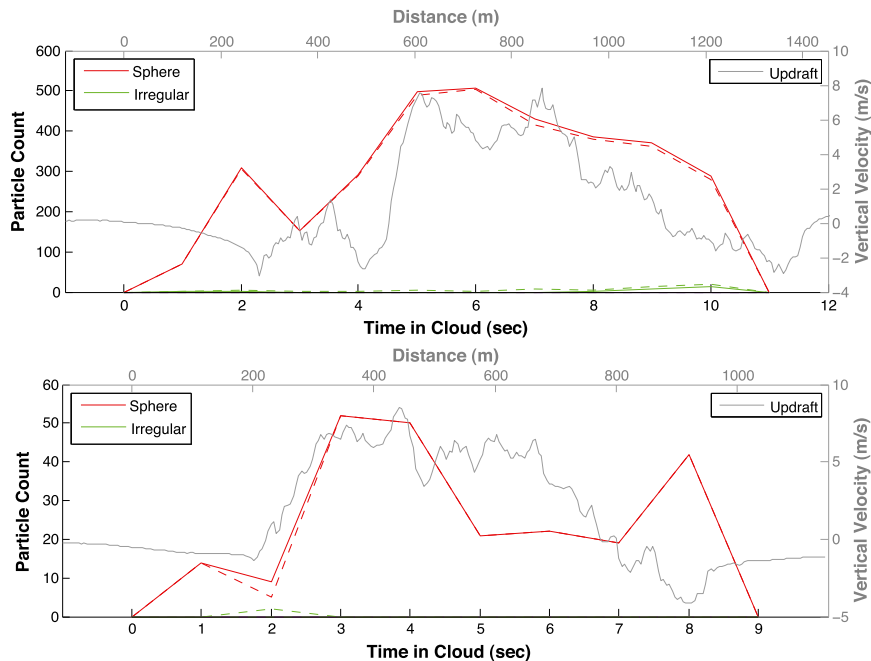 Distance (m)
0 200 400 600 800 1000 1200 1400
600 10
Sphere
Irregular
Updraft
500 8
400 6
300 4
200 2
100 0
0 -2
-4
Particle Count
Vertical Velocity (m/s)
0 2 4 6 8 10 12
Time in Cloud (sec)
Distance (m)
0 200 400 600 800 1000
60 10
Sphere
Irregular
Updraft
50
40 5
30
20 0
10
0 -5
Particle Count
Vertical Velocity (m/s)
0 1 2 3 4 5 6 7 8 9
Time in Cloud (sec)